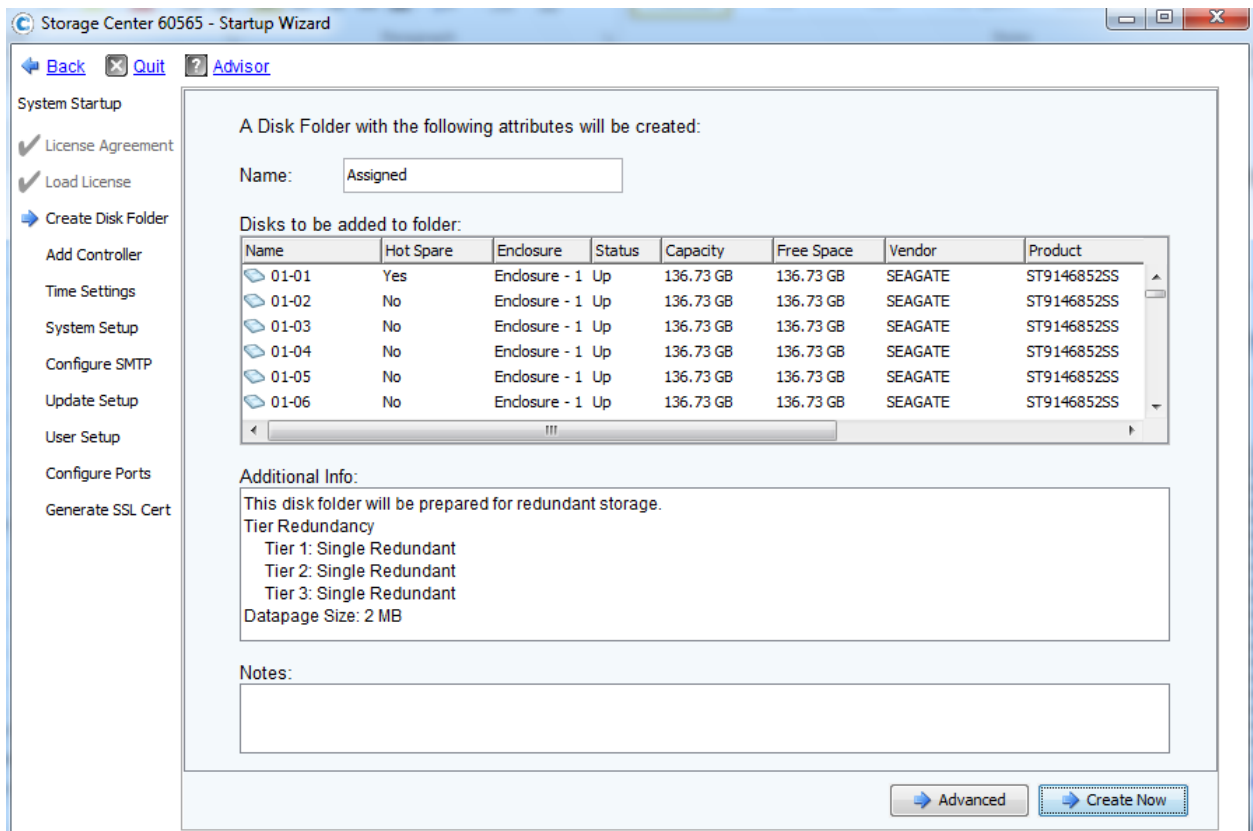 Storage Center 60565 - Startup Wizard
Back Quit Advisor
System Startup
License Agreement
Load License
Create Disk Folder
Add Controller
Time Settings
System Setup
Configure SMTP
Update Setup
User Setup
Configure Ports
Generate SSL Cert
A Disk Folder with the following attributes will be created:
Name: Assigned
Disks to be added to folder:
Name Hot Spare Enclosure Status Capacity Free Space Vendor Product
01-01 Yes Enclosure - 1 Up 136.73 GB 136.73 GB SEAGATE ST9146852SS
01-02 No Enclosure - 1 Up 136.73 GB 136.73 GB SEAGATE ST9146852SS
01-03 No Enclosure - 1 Up 136.73 GB 136.73 GB SEAGATE ST9146852SS
01-04 No Enclosure - 1 Up 136.73 GB 136.73 GB SEAGATE ST9146852SS
01-05 No Enclosure - 1 Up 136.73 GB 136.73 GB SEAGATE ST9146852SS
01-06 No Enclosure - 1 Up 136.73 GB 136.73 GB SEAGATE ST9146852SS
Additional Info:
This disk folder will be prepared for redundant storage.
Tier Redundancy
Tier 1: Single Redundant
Tier 2: Single Redundant
Tier 3: Single Redundant
Datapage Size: 2 MB
Notes:
Advanced Create Now